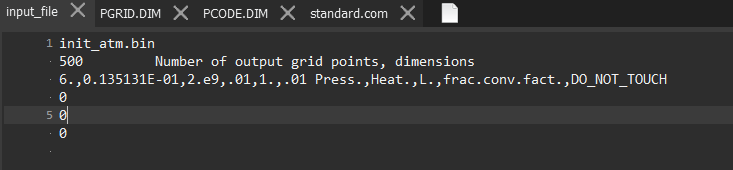 input_file PGRID.DIM PCODE.DIM standard.com
1 init_atm.bin
500 Number of output grid points, dimensions
6.,0.135131E-01,2.e9,.01,1.,.01 Press.,Heat.,L.,frac.conv.fact.,DO_NOT_TOUCH
0
5 0
0